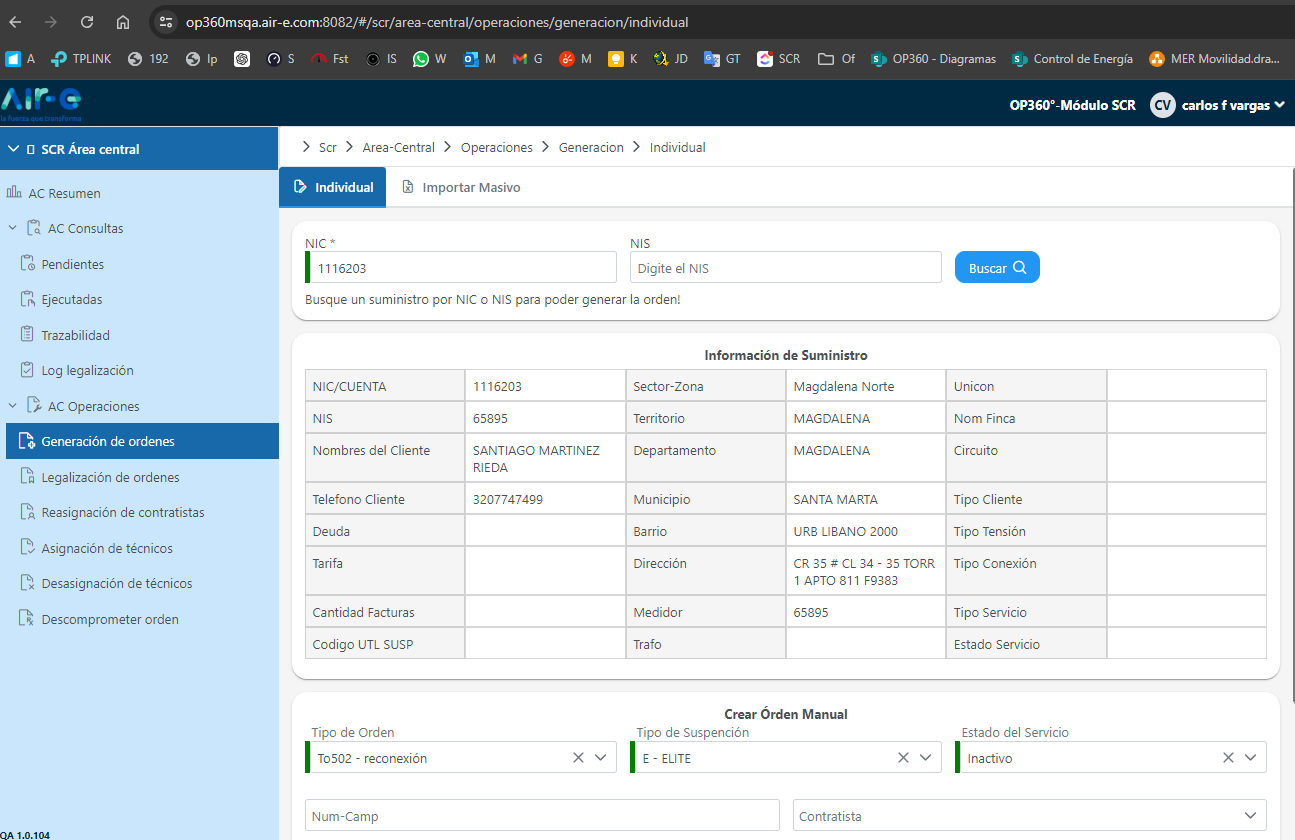 op360msqa.air-e.com:8082/#/scr/area-central/operaciones/generacion/individual
A TPLINK 192 Ip S Fst IS W M G M K JD GT SCR Of OP360 - Diagramas Control de Energía MER Movilidad.dra...
AIr-e
la fuerza que transforma
OP360°-Módulo SCR CV carlos f vargas
SCR Área central
Scr Area-Central Operaciones Generacion Individual
Individual Importar Masivo
AC Resumen
AC Consultas
Pendientes
Ejecutadas
Trazabilidad
Log legalización
AC Operaciones
Generación de ordenes
Legalización de ordenes
Reasignación de contratistas
Asignación de técnicos
Desasignación de técnicos
Descomprometer orden
QA 1.0.104
NIC * NIS
1116203 Digite el NIS Buscar
Busque un suministro por NIC o NIS para poder generar la orden!
Información de Suministro
NIC/CUENTA 1116203 Sector-Zona Magdalena Norte Unicon
NIS 65895 Territorio MAGDALENA Nom Finca
Nombres del Cliente SANTIAGO MARTINEZ Departamento MAGDALENA Circuito
RIEDA
Telefono Cliente 3207747499 Municipio SANTA MARTA Tipo Cliente
Deuda Barrio URB LIBANO 2000 Tipo Tensión
Tarifa Dirección CR 35 # CL 34 - 35 TORR Tipo Conexión
1 APTO 811 F9383
Cantidad Facturas Medidor 65895 Tipo Servicio
Codigo UTL SUSP Trafo Estado Servicio
Crear Órden Manual
Tipo de Orden Tipo de Suspención Estado del Servicio
To502 - reconexión E - ELITE Inactivo
Num-Camp Contratista